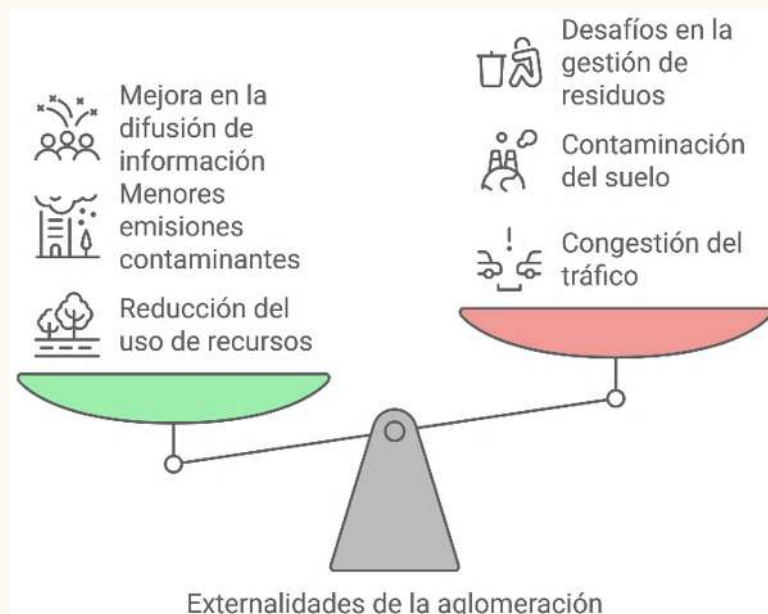 Mejora en la
difusión de
información
Menores
emisiones
contaminantes
Reducción del
uso de recursos
Desafíos en la
gestión de
residuos
Contaminación
del suelo
Congestión del
tráfico
Externalidades de la aglomeración